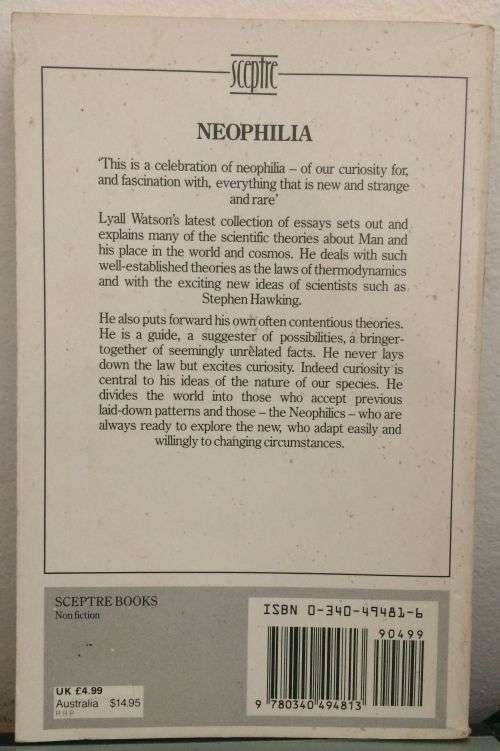 sceptre
NEOPHILIA
'This is a celebration of neophilia – of our curiosity for,
and fascination with, everything that is new and strange
and rare'
Lyall Watson's latest collection of essays sets out and
explains many of the scientific theories about Man and
his place in the world and cosmos. He deals with such
well-established theories as the laws of thermodynamics
and with the exciting new ideas of scientists such as
Stephen Hawking.
He also puts forward his own often contentious theories.
He is a guide, a suggester of possibilities, a bringer-
together of seemingly unrelated facts. He never lays
down the law but excites curiosity. Indeed curiosity is
central to his ideas of the nature of our species. He
divides the world into those who accept previous
laid-down patterns and those – the Neophilics – who are
always ready to explore the new, who adapt easily and
willingly to changing circumstances.
SCEPTRE BOOKS
Non fiction
ISBN 0-340-49481-6
90499
9 780340 494813
UK £4.99
Australia $14.95
RRP